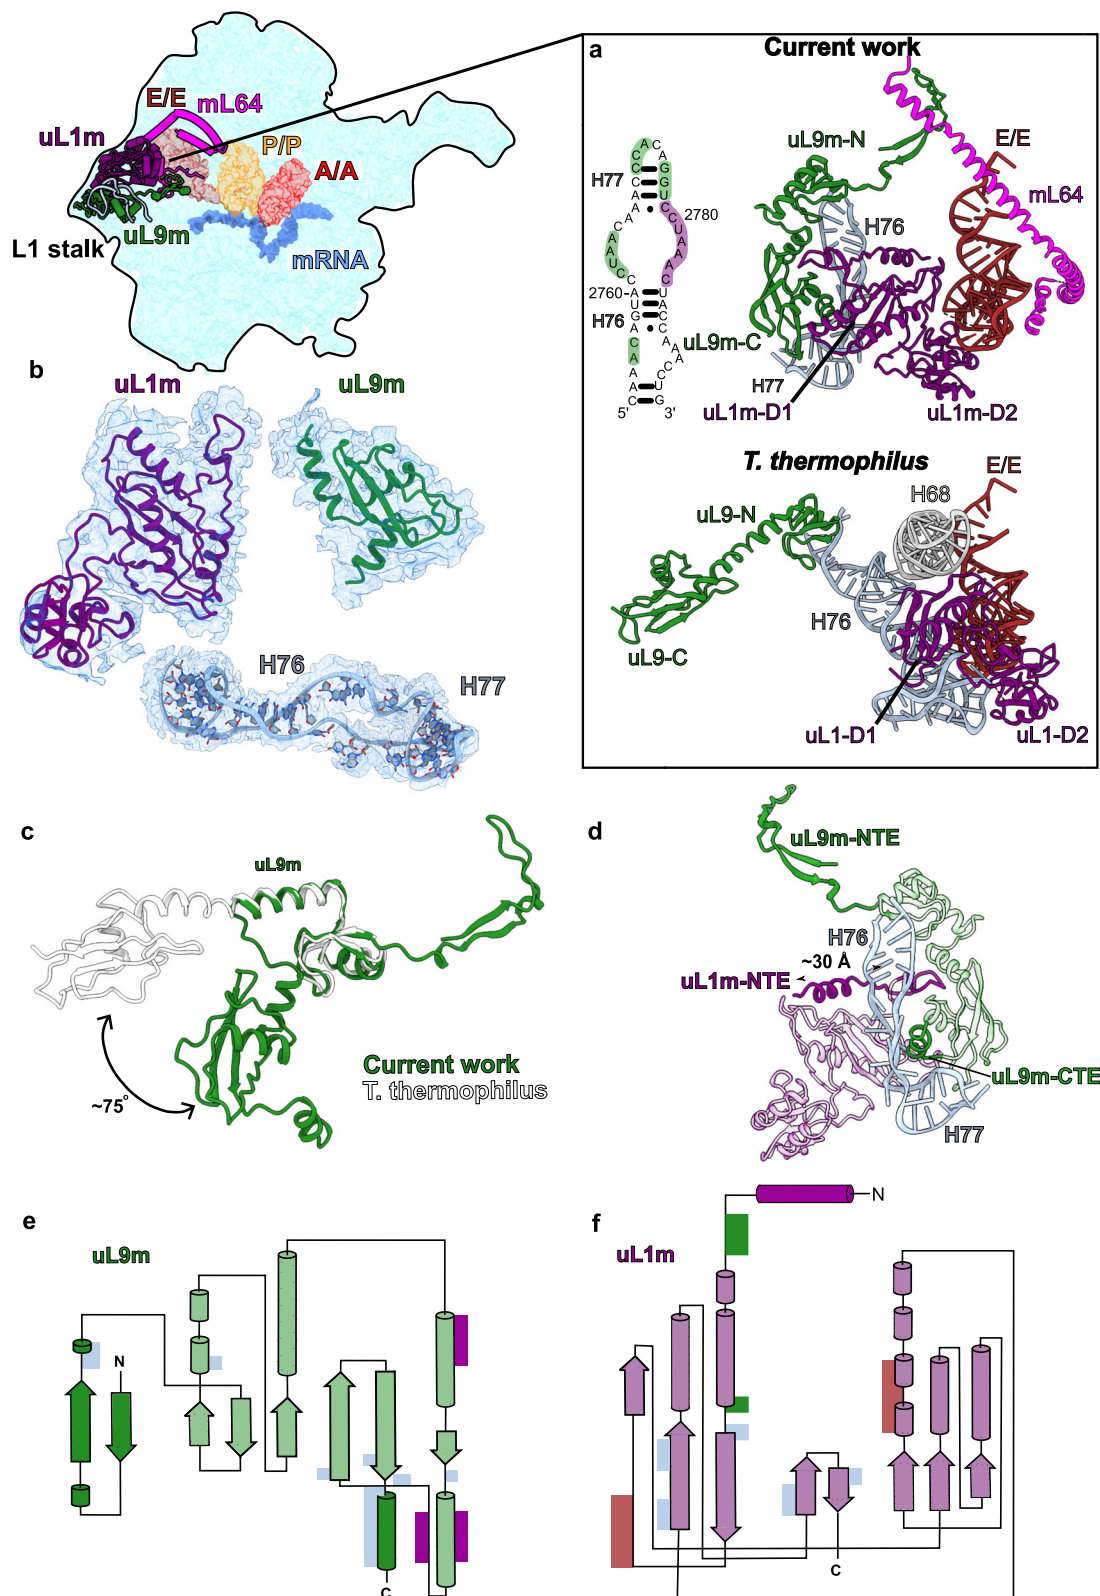 E/E
mL64
uL1m
P/P
A/A
uL9m
L1 stalk
mRNA
a
Current work
uL9m-N
E/E
mL64
H76
uL9m-C
H77
uL1m-D1
uL1m-D2
H77
2780
2760
H76
5'
3'
A C
C A
C G
A G
A U
A C
C
U
A
A
A
C
A
A
U
C
C
A U
U A
G C
A C
C A
A A
A A
A C
A U
C G
T. thermophilus
E/E
H68
uL9-N
H76
uL9-C
uL1-D1
uL1-D2
b
uL1m
uL9m
H76
H77
c
uL9m
Current work
T. thermophilus
~75°
d
uL9m-NTE
H76
~30 Å
uL1m-NTE
uL9m-CTE
H77
e
uL9m
N
C
f
uL1m
N
C